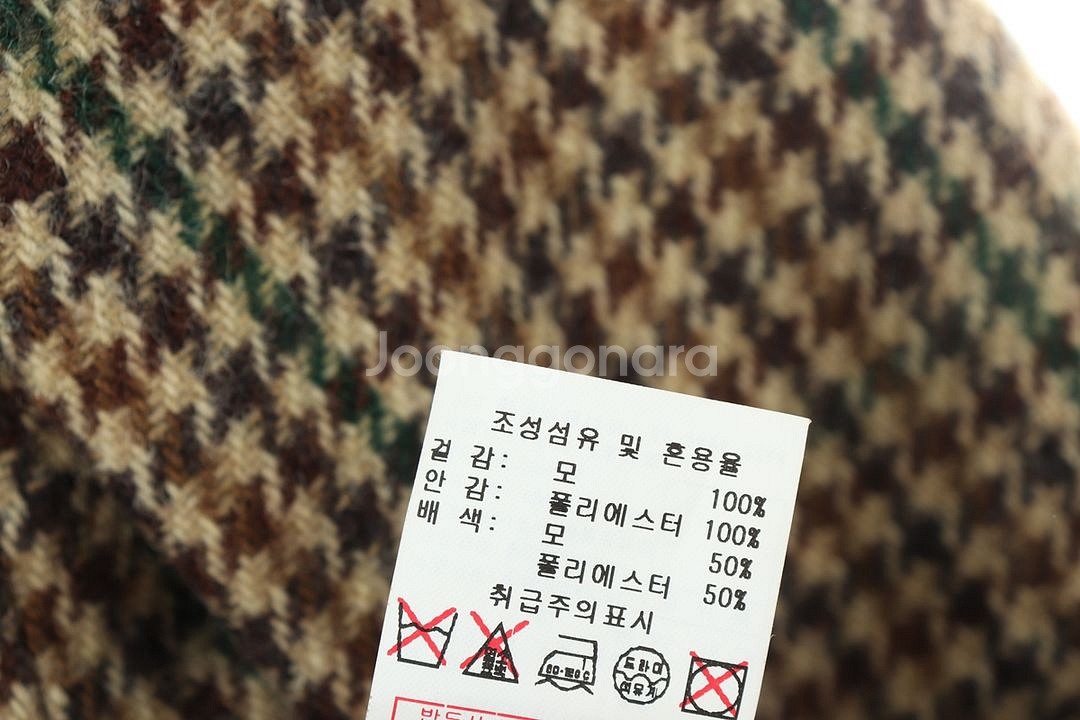 Joonggonara
조성섬유 및 혼용율
겉 감: 모 100%
안 감: 폴리에스터 100%
배 색: 모 50%
폴리에스터 50%
취급주의표시
드라이